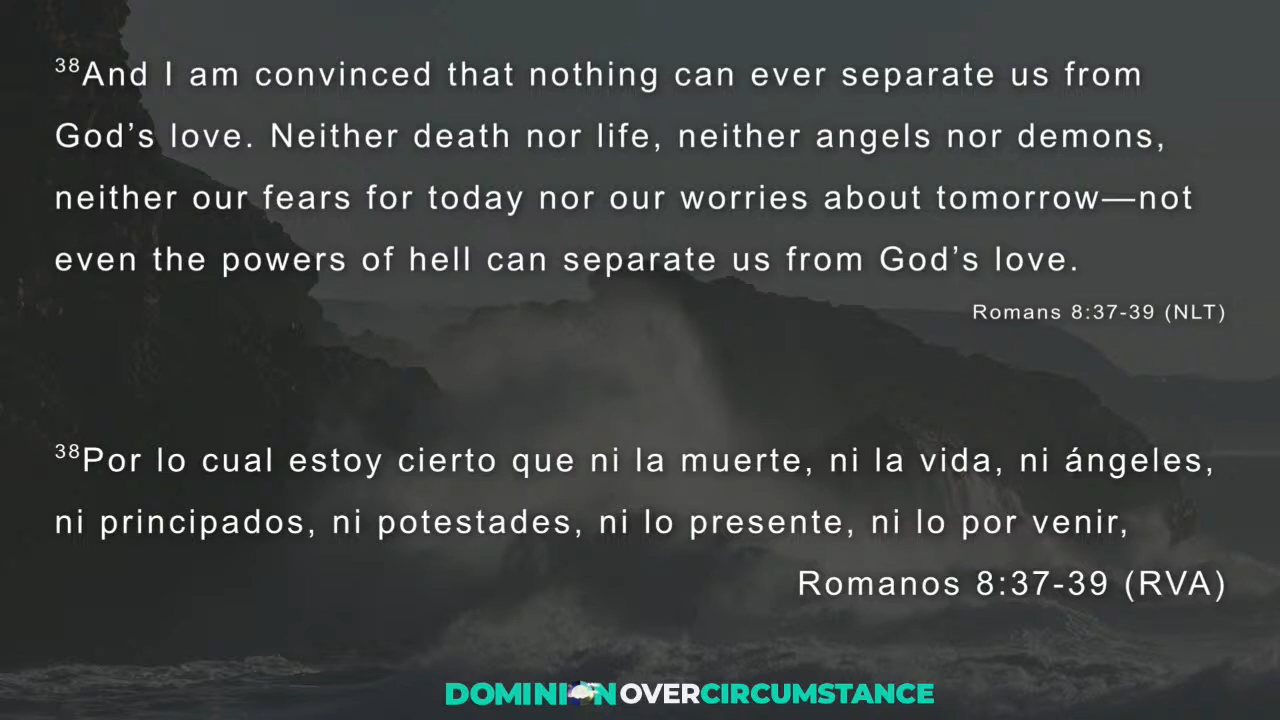 ³⁸And I am convinced that nothing can ever separate us from
God’s love. Neither death nor life, neither angels nor demons,
neither our fears for today nor our worries about tomorrow—not
even the powers of hell can separate us from God’s love.
Romans 8:37-39 (NLT)
³⁸Por lo cual estoy cierto que ni la muerte, ni la vida, ni ángeles,
ni principados, ni potestades, ni lo presente, ni lo por venir,
Romanos 8:37-39 (RVA)
DOMINION OVERCIRCUMSTANCE